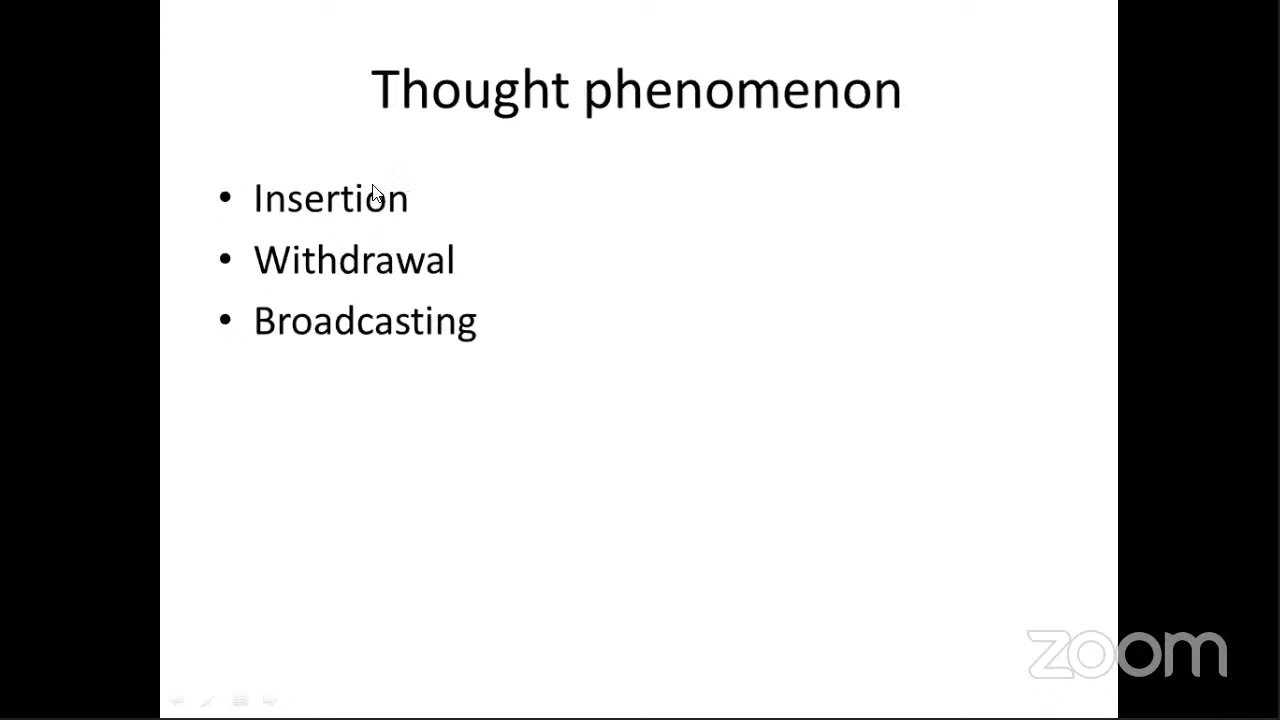 Thought phenomenon
• Insertion
• Withdrawal
• Broadcasting
zoom